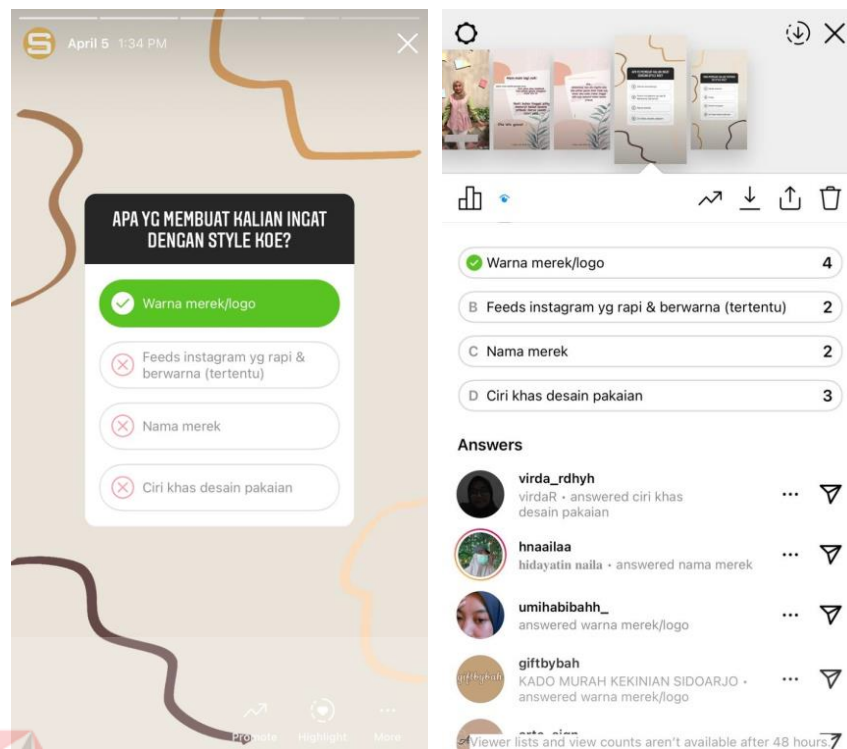 S
April 5 1:34 PM
APA YG MEMBUAT KALIAN INGAT
DENGAN STYLE KOE?
Warna merek/logo
Feeds instagram yg rapi &
berwarna (tertentu)
Nama merek
Ciri khas desain pakaian
Promote Highlight More
Warna merek/logo 4
B Feeds instagram yg rapi & berwarna (tertentu) 2
C Nama merek 2
D Ciri khas desain pakaian 3
Answers
virda_rdhyh
virdaR • answered ciri khas
desain pakaian
hnaailaa
hidayatin naila • answered nama merek
umihabibahh_
answered warna merek/logo
giftbybah
giftbybah
KADO MURAH KEKINIAN SIDOARJO •
answered warna merek/logo
Viewer lists and view counts aren't available after 48 hours.